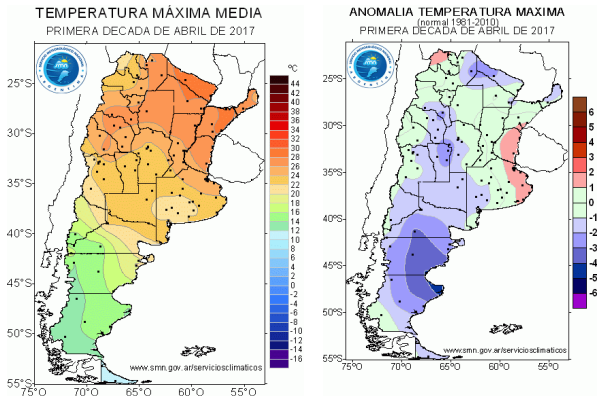 TEMPERATURA MÁXIMA MEDIA
PRIMERA DECADA DE ABRIL DE 2017
smn
25°S
30°S
35°S
40°S
45°S
50°S
55°S
75°O 70°O 65°O 60°O 55°O
www.smn.gov.ar/serviciosclimaticos
°C
44
42
40
38
36
34
32
30
28
26
24
22
20
18
16
14
12
10
8
6
4
2
0
-2
-4
-6
-8
-10
-12
-14
-16
ANOMALIA TEMPERATURA MAXIMA
(normal 1981-2010)
PRIMERA DECADA DE ABRIL DE 2017
smn
25°S
30°S
35°S
40°S
45°S
50°S
55°S
75°O 70°O 65°O 60°O 55°O
www.smn.gov.ar/serviciosclimaticos
6
5
4
3
2
1
0
-1
-2
-3
-4
-5
-6